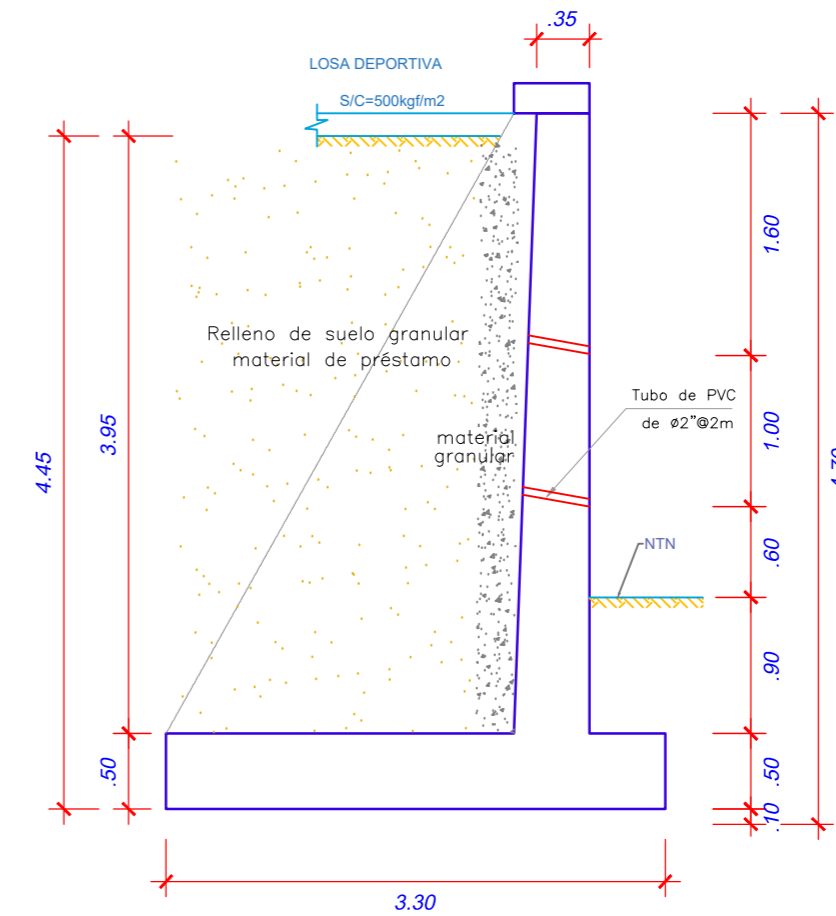 .35
LOSA DEPORTIVA
S/C=500kgf/m2
1.60
Relleno de suelo granular
material de préstamo
Tubo de PVC
de ø2"@2m
material
granular
1.00
3.95
4.45
.60
NTN
.90
.50
.50
.10
3.30